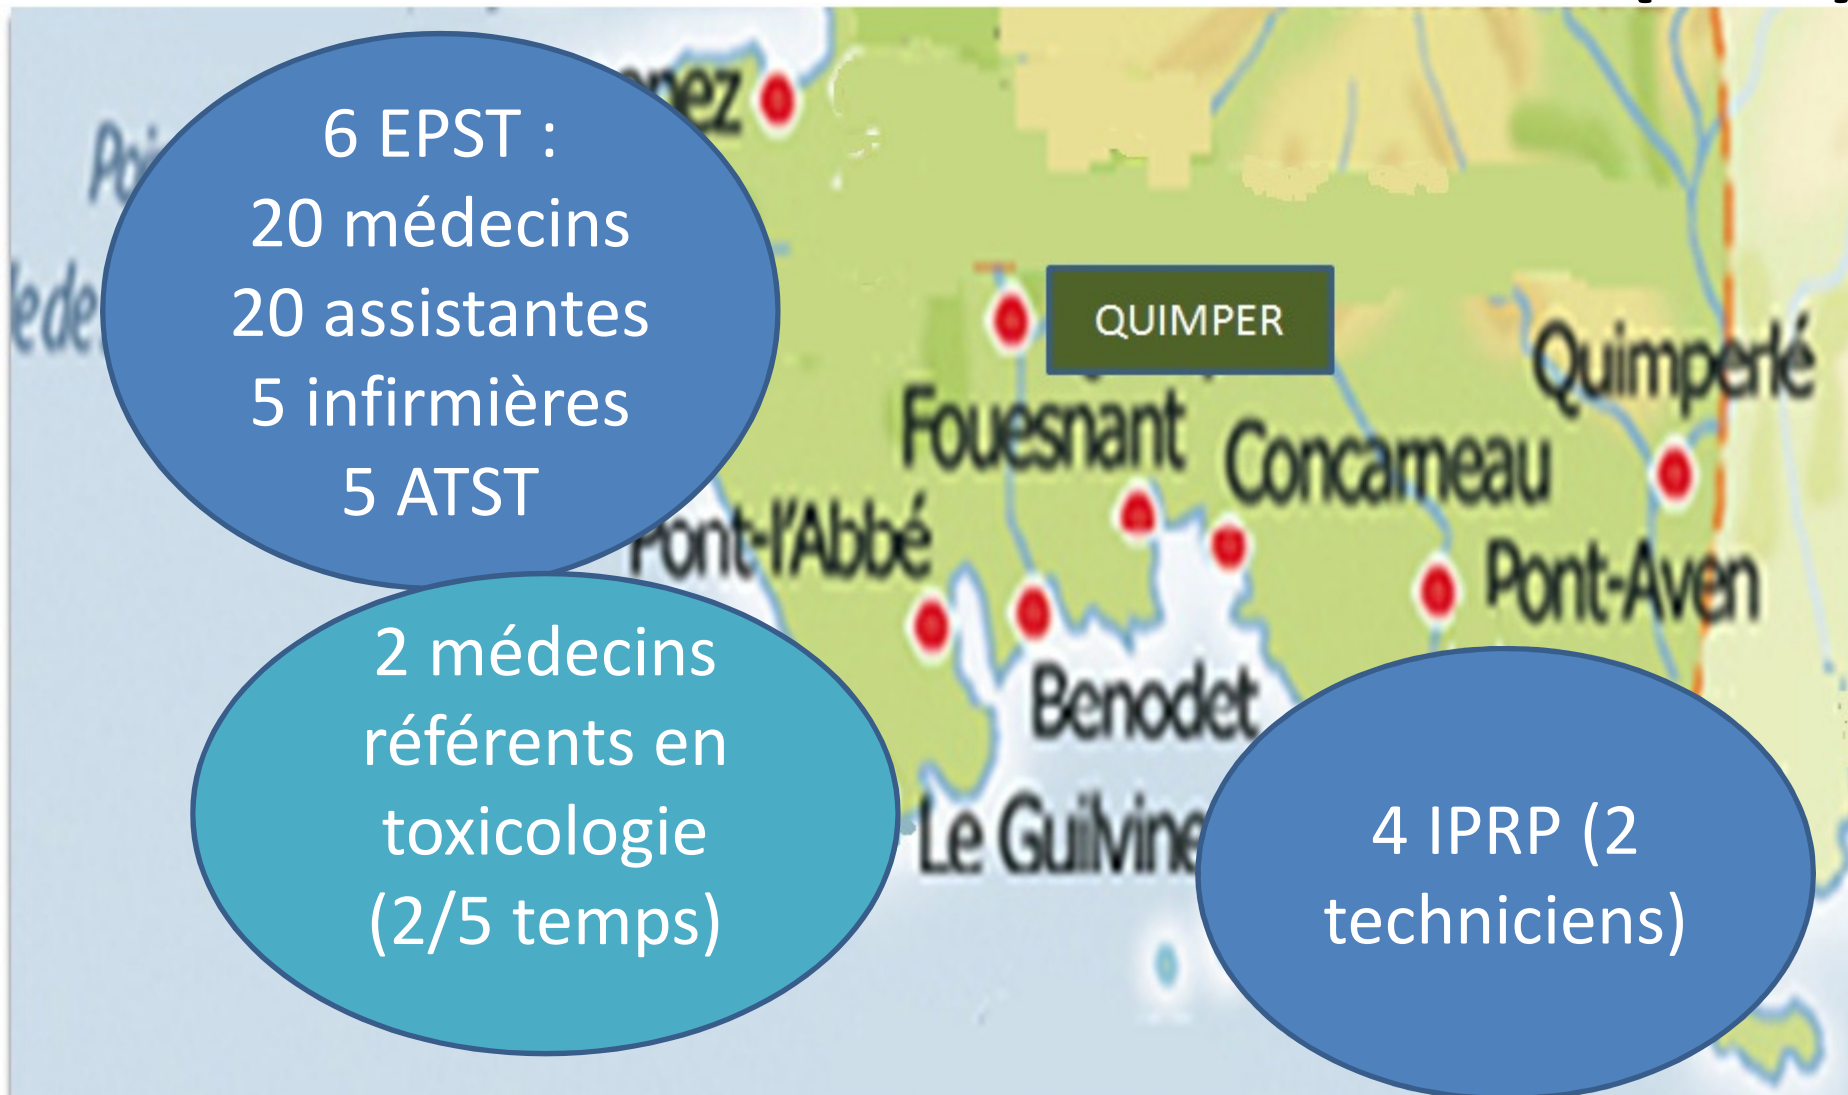 6 EPST :
20 médecins
20 assistantes
5 infirmières
5 ATST
QUIMPER
Quimperlé
Fouesnant
Concarneau
Pont-l'Abbé
Pont-Aven
2 médecins
référents en
toxicologie
(2/5 temps)
Benodet
Le Guilvine
4 IPRP (2
techniciens)